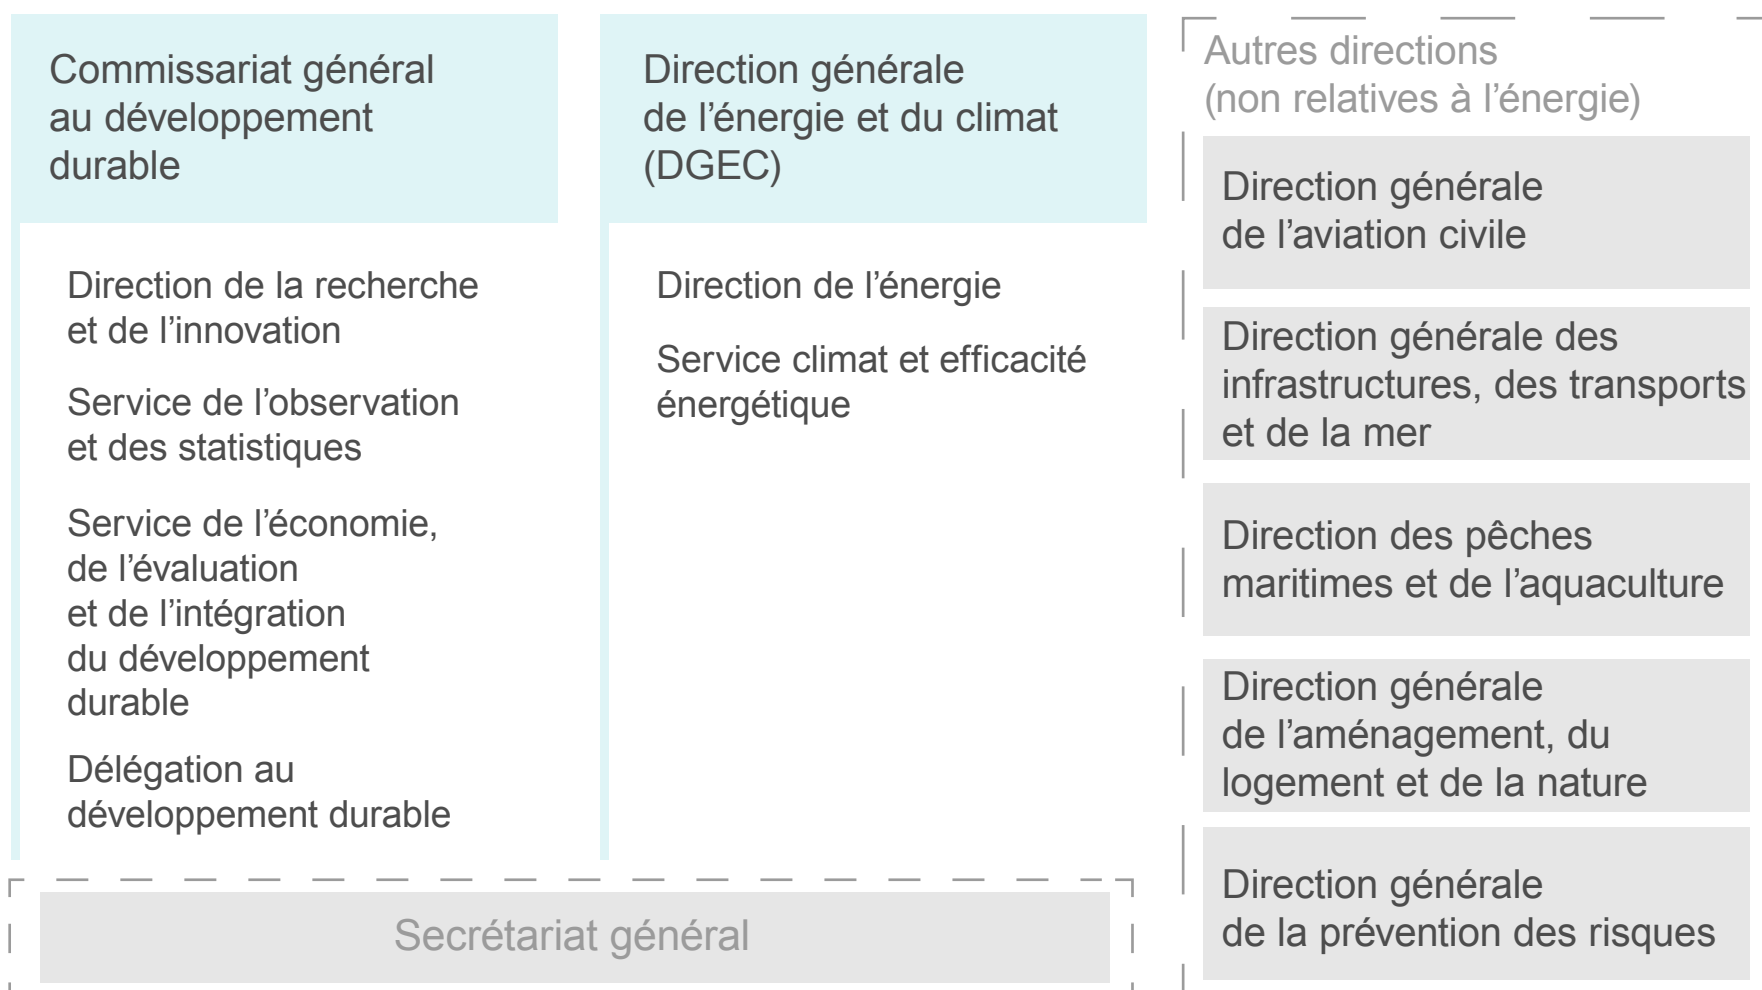 Commissariat général
au développement
durable
Direction de la recherche
et de l’innovation
Service de l’observation
et des statistiques
Service de l’économie,
de l’évaluation
et de l’intégration
du développement
durable
Délégation au
développement durable
Direction générale
de l’énergie et du climat
(DGEC)
Direction de l’énergie
Service climat et efficacité
énergétique
Secrétariat général
Autres directions
(non relatives à l’énergie)
Direction générale
de l’aviation civile
Direction générale des
infrastructures, des transports
et de la mer
Direction des pêches
maritimes et de l’aquaculture
Direction générale
de l’aménagement, du
logement et de la nature
Direction générale
de la prévention des risques